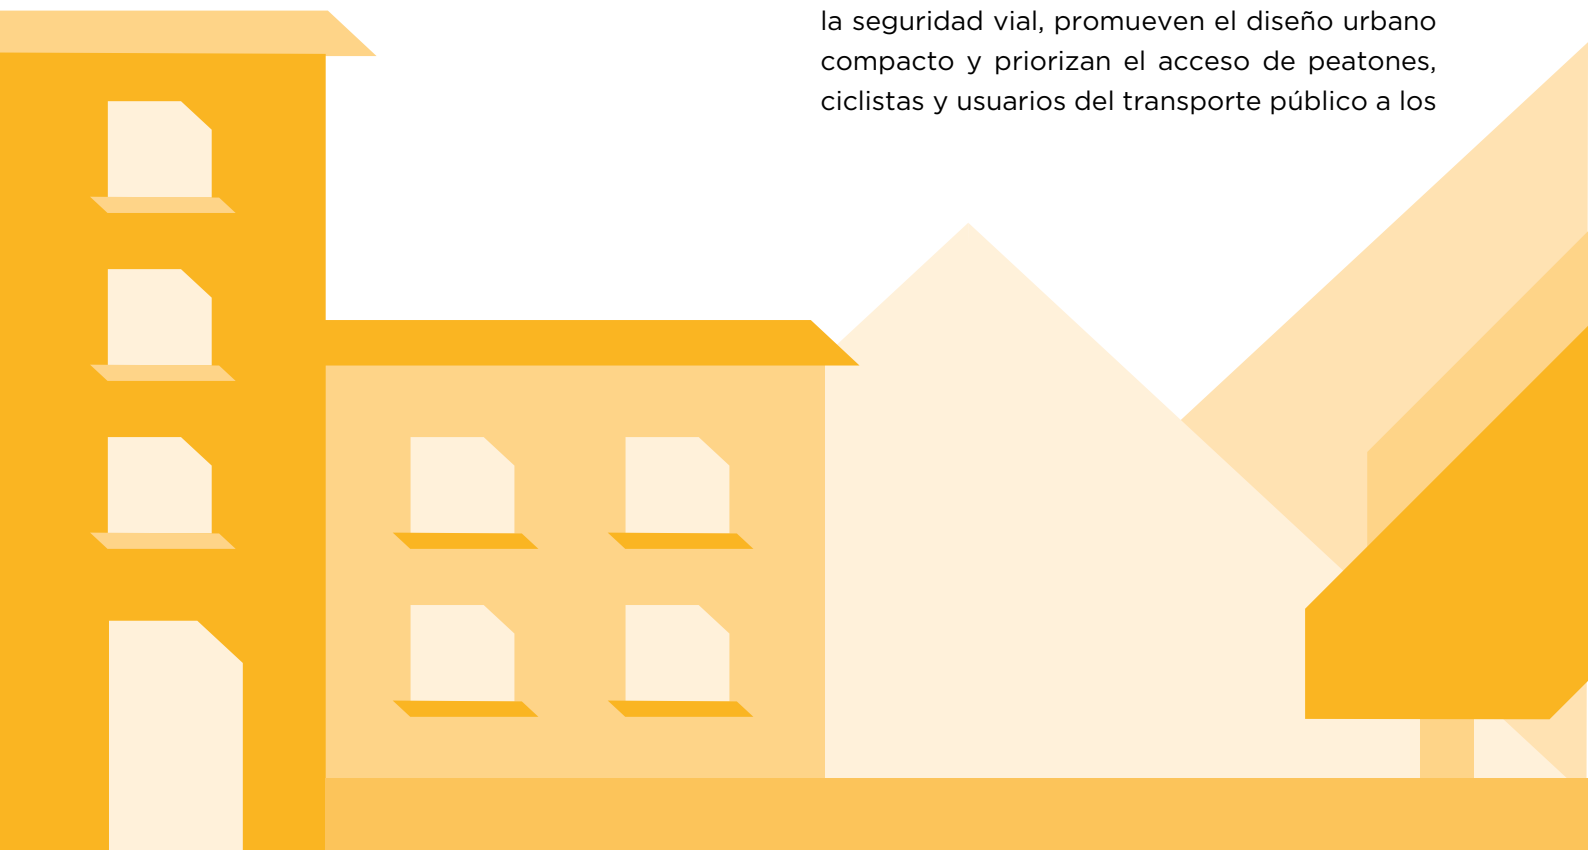 la seguridad vial, promueven el diseño urbano
compacto y priorizan el acceso de peatones,
ciclistas y usuarios del transporte público a los